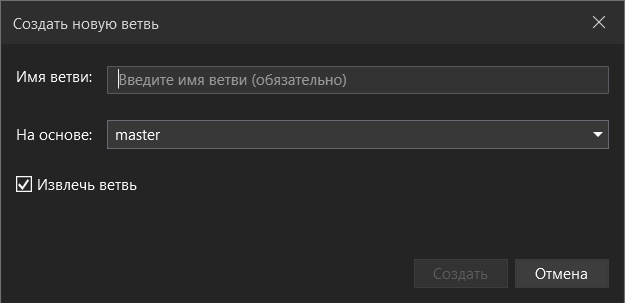 Создать новую ветвь
Имя ветви:
Введите имя ветви (обязательно)
На основе:
master
Извлечь ветвь
Создать
Отмена